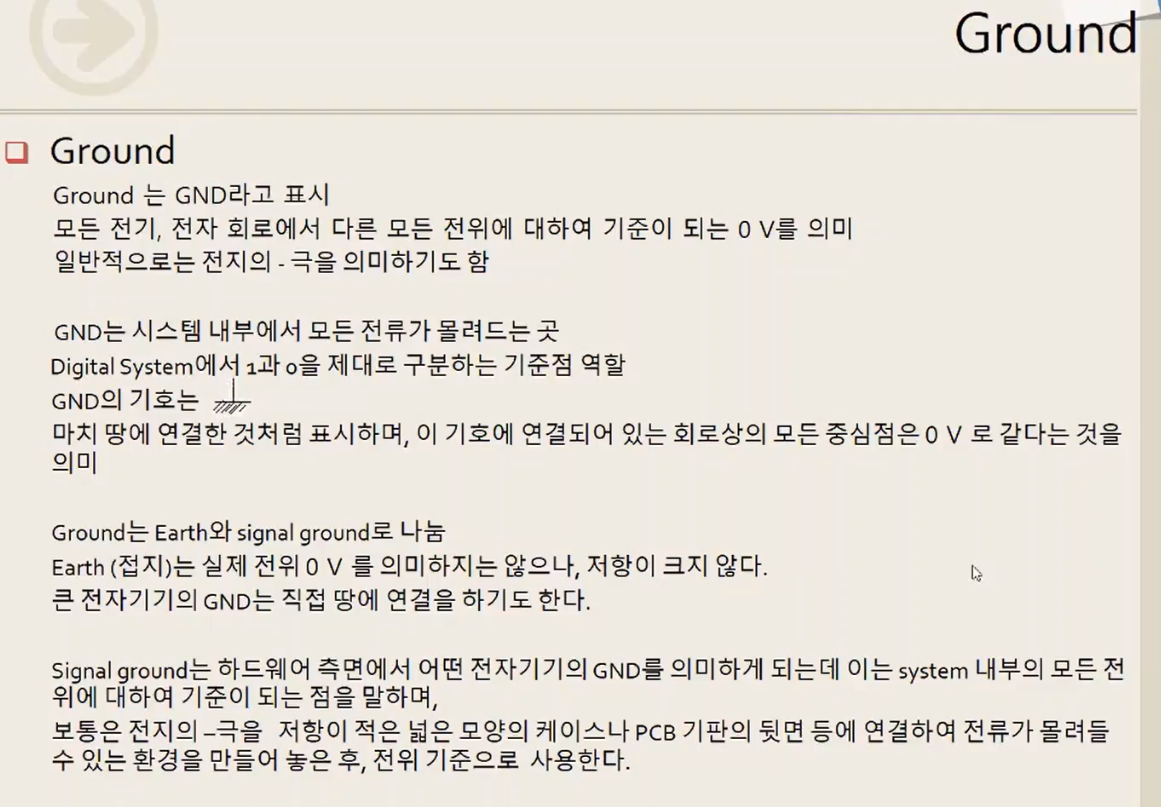 Ground
Ground
Ground 는 GND라고 표시
모든 전기, 전자 회로에서 다른 모든 전위에 대하여 기준이 되는 0 V를 의미
일반적으로는 전지의 - 극을 의미하기도 함
GND는 시스템 내부에서 모든 전류가 몰려드는 곳
Digital System에서 1과 0을 제대로 구분하는 기준점 역할
GND의 기호는
마치 땅에 연결한 것처럼 표시하며, 이 기호에 연결되어 있는 회로상의 모든 중심점은 0 V 로 같다는 것을
의미
Ground는 Earth와 signal ground로 나눔
Earth (접지)는 실제 전위 0 V 를 의미하지는 않으나, 저항이 크지 않다.
큰 전자기기의 GND는 직접 땅에 연결을 하기도 한다.
Signal ground는 하드웨어 측면에서 어떤 전자기기의 GND를 의미하게 되는데 이는 system 내부의 모든 전
위에 대하여 기준이 되는 점을 말하며,
보통은 전지의 –극을 저항이 적은 넓은 모양의 케이스나 PCB 기판의 뒷면 등에 연결하여 전류가 몰려들
수 있는 환경을 만들어 놓은 후, 전위 기준으로 사용한다.